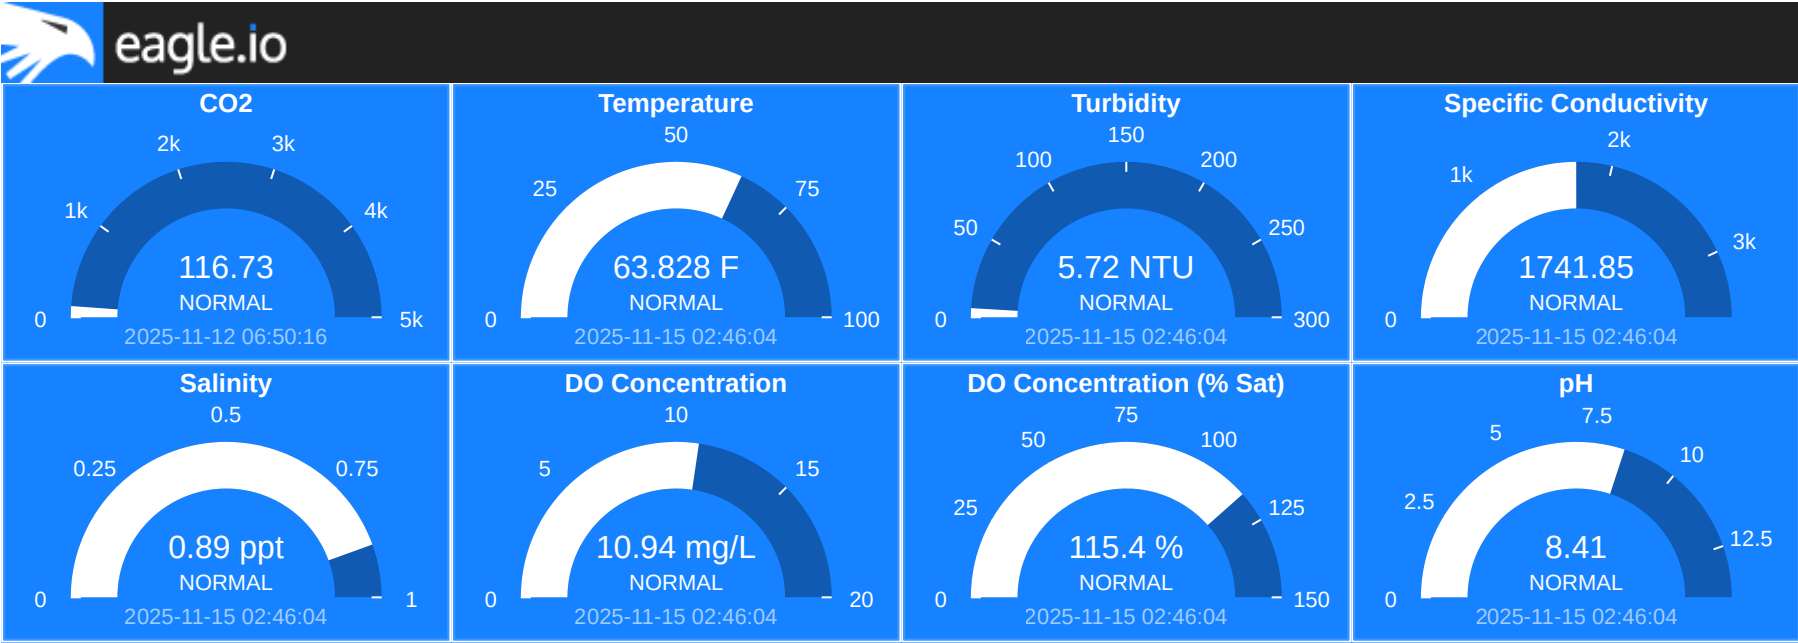 eagle.io
CO2
2k 3k
1k 4k
116.73
NORMAL
0 5k
2025-11-12 06:50:16
Temperature
50
25 75
63.828 F
NORMAL
0 100
2025-11-15 02:46:04
Turbidity
150
100 200
50 250
5.72 NTU
NORMAL
0 300
2025-11-15 02:46:04
Specific Conductivity
2k
1k
3k
1741.85
NORMAL
0
2025-11-15 02:46:04
Salinity
0.5
0.25 0.75
0.89 ppt
NORMAL
0 1
2025-11-15 02:46:04
DO Concentration
10
5 15
10.94 mg/L
NORMAL
0 20
2025-11-15 02:46:04
DO Concentration (% Sat)
75
50 100
25 125
115.4 %
NORMAL
0 150
2025-11-15 02:46:04
pH
7.5
5 10
2.5 12.5
8.41
NORMAL
0
2025-11-15 02:46:04